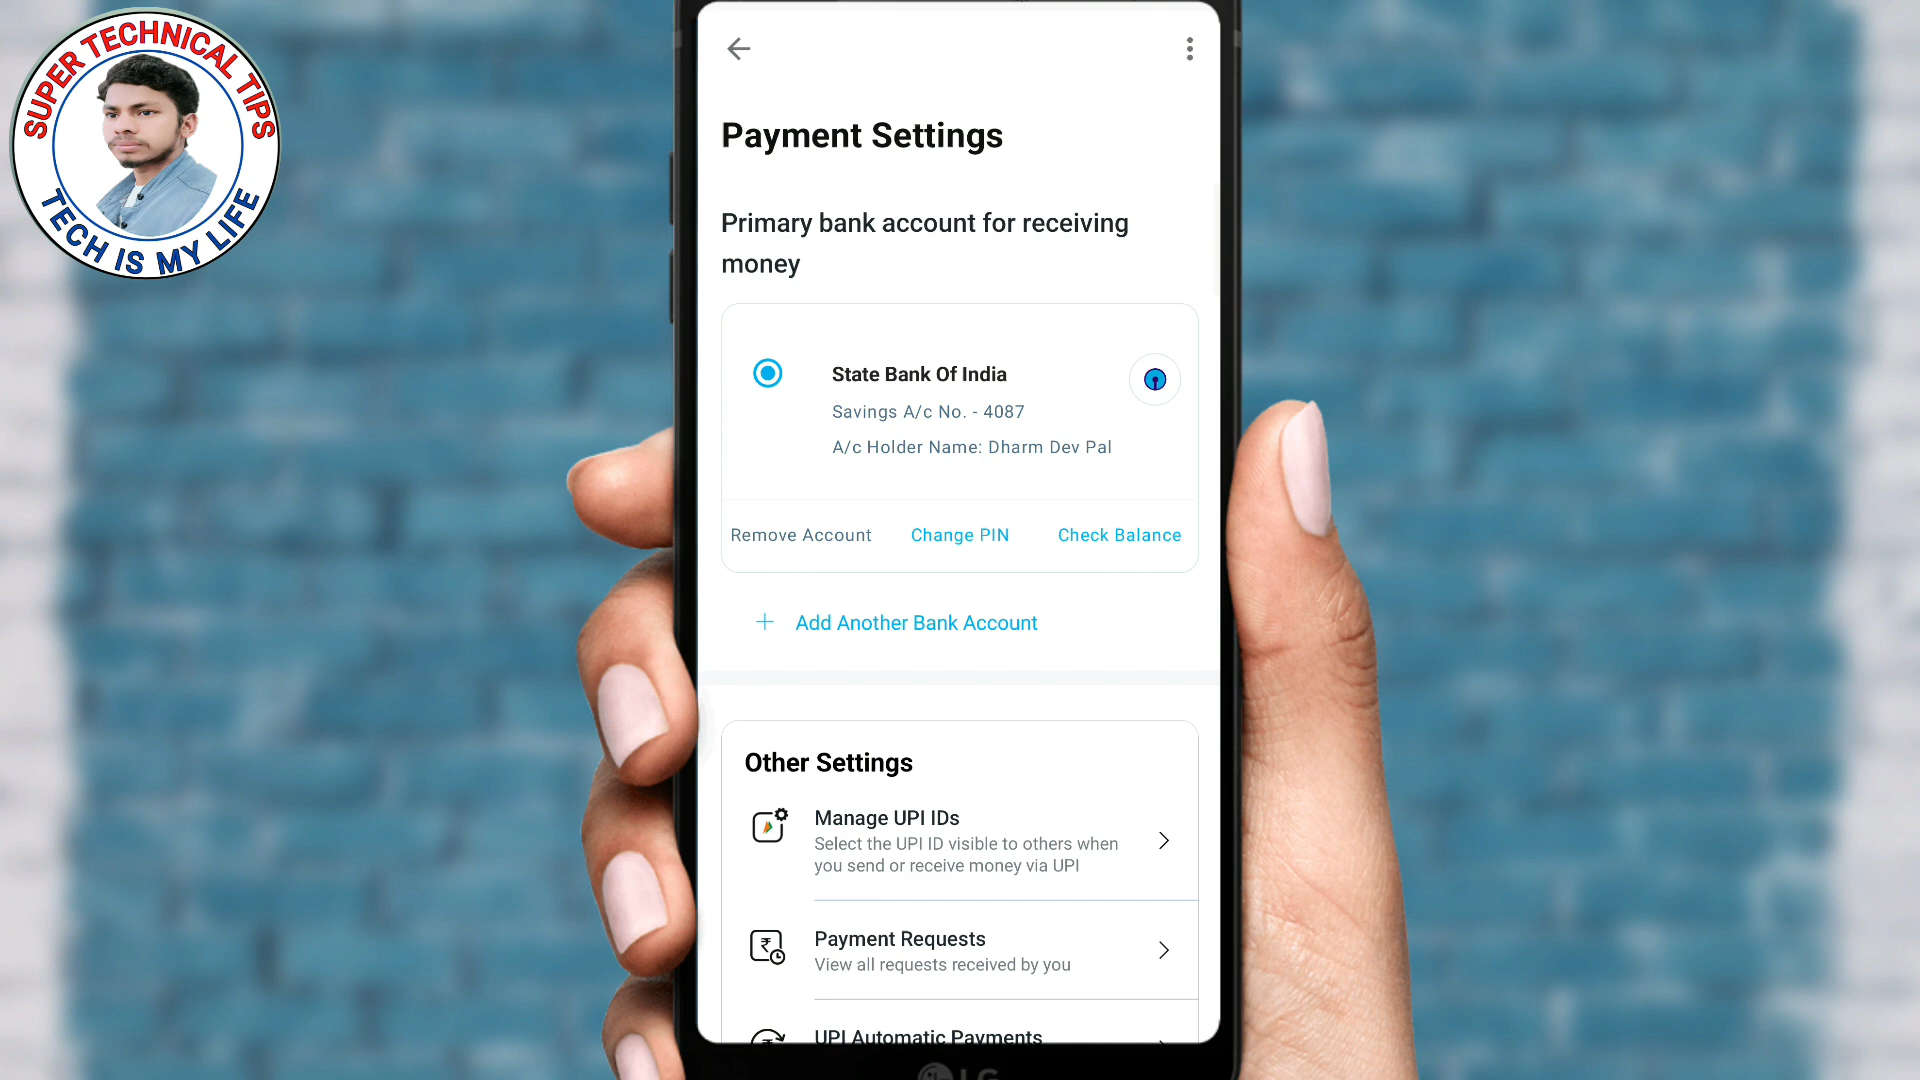 SUPER TECHNICAL TIPS
TECH IS MY LIFE
Payment Settings
Primary bank account for receiving
money
State Bank Of India
Savings A/c No. - 4087
A/c Holder Name: Dharm Dev Pal
Remove Account Change PIN Check Balance
+ Add Another Bank Account
Other Settings
Manage UPI IDs
Select the UPI ID visible to others when
you send or receive money via UPI
Payment Requests
View all requests received by you
UPI Automatic Payments
LG